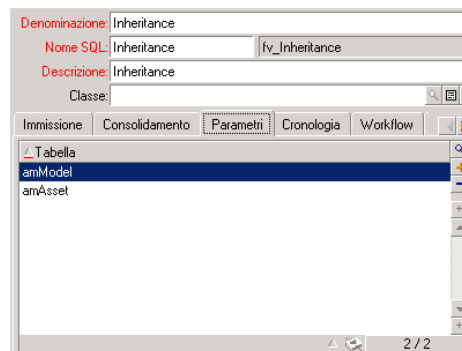 Denominazione: Inheritance
Nome SQL: Inheritance fv_Inheritance
Descrizione: Inheritance
Classe:
Immissione Consolidamento Parametri Cronologia Workflow
Tabella
amModel
amAsset
2 / 2